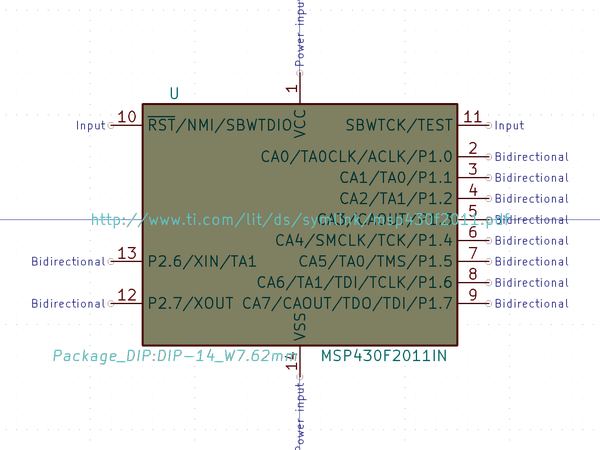 Power input
1
U
VCC
Input 10 RST/NMI/SBWTDIO
SBWTCK/TEST 11 Input
CA0/TA0CLK/ACLK/P1.0 2 Bidirectional
CA1/TA0/P1.1 3 Bidirectional
CA2/TA1/P1.2 4 Bidirectional
5 Bidirectional
http://www.ti.com/lit/ds/symlink/msp430f2011.pdf
CA4/SMCLK/TCK/P1.4 6 Bidirectional
Bidirectional 13 P2.6/XIN/TA1
CA5/TA0/TMS/P1.5 7 Bidirectional
CA6/TA1/TDI/TCLK/P1.6 8 Bidirectional
Bidirectional 12 P2.7/XOUT
CA7/CAOUT/TDO/TDI/P1.7 9 Bidirectional
VSS
Package_DIP:DIP-14_W7.62mm
MSP430F2011IN
14
Power input